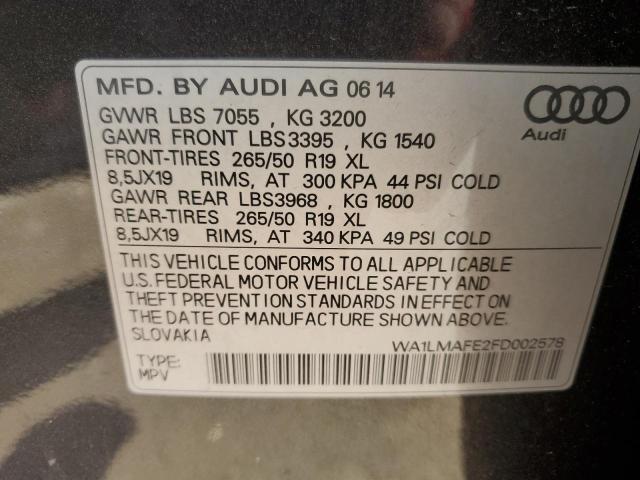 MFD. BY AUDI AG 06 14
GVWR LBS 7055 , KG 3200
GAWR FRONT LBS3395 , KG 1540
FRONT-TIRES 265/50 R19 XL
8,5JX19 RIMS, AT 300 KPA 44 PSI COLD
GAWR REAR LBS3968 , KG 1800
REAR-TIRES 265/50 R19 XL
8,5JX19 RIMS, AT 340 KPA 49 PSI COLD
Audi
THIS VEHICLE CONFORMS TO ALL APPLICABLE
U.S. FEDERAL MOTOR VEHICLE SAFETY AND
THEFT PREVENTION STANDARDS IN EFFECT ON
THE DATE OF MANUFACTURE SHOWN ABOVE.
SLOVAKIA
WA1LMAFE2FD002578
TYPE:
MPV